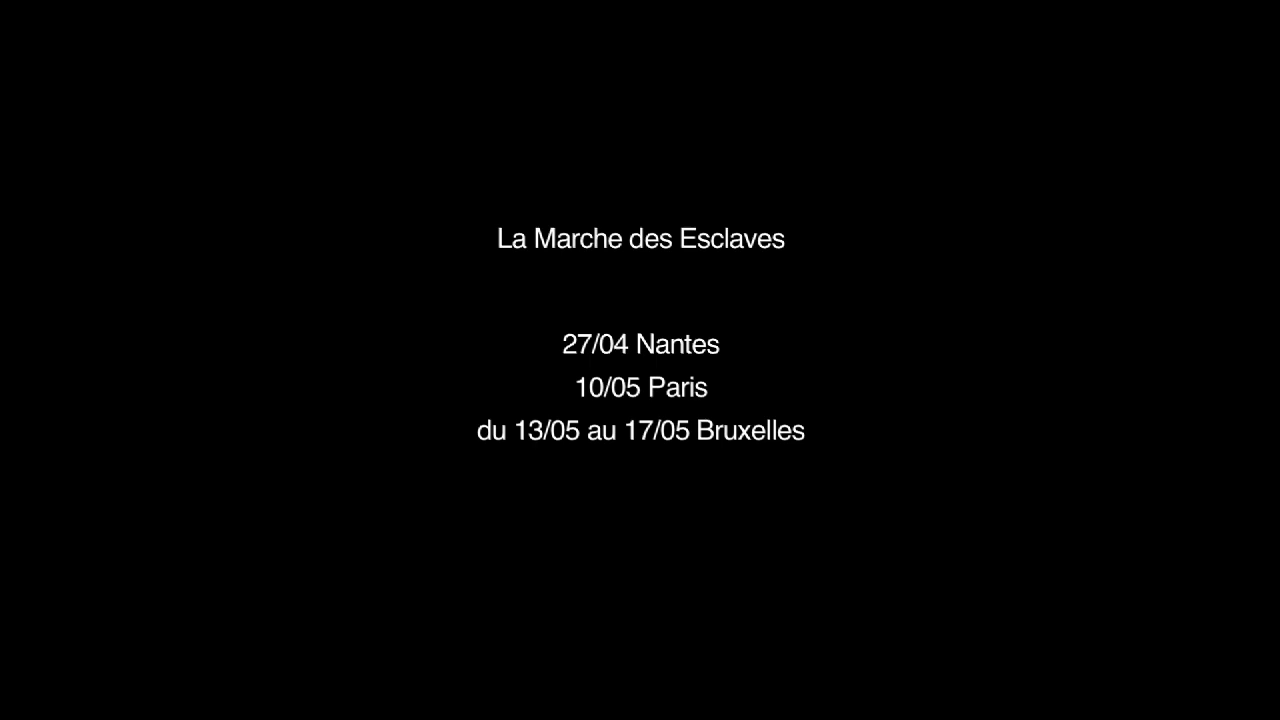 La Marche des Esclaves
27/04 Nantes
10/05 Paris
du 13/05 au 17/05 Bruxelles